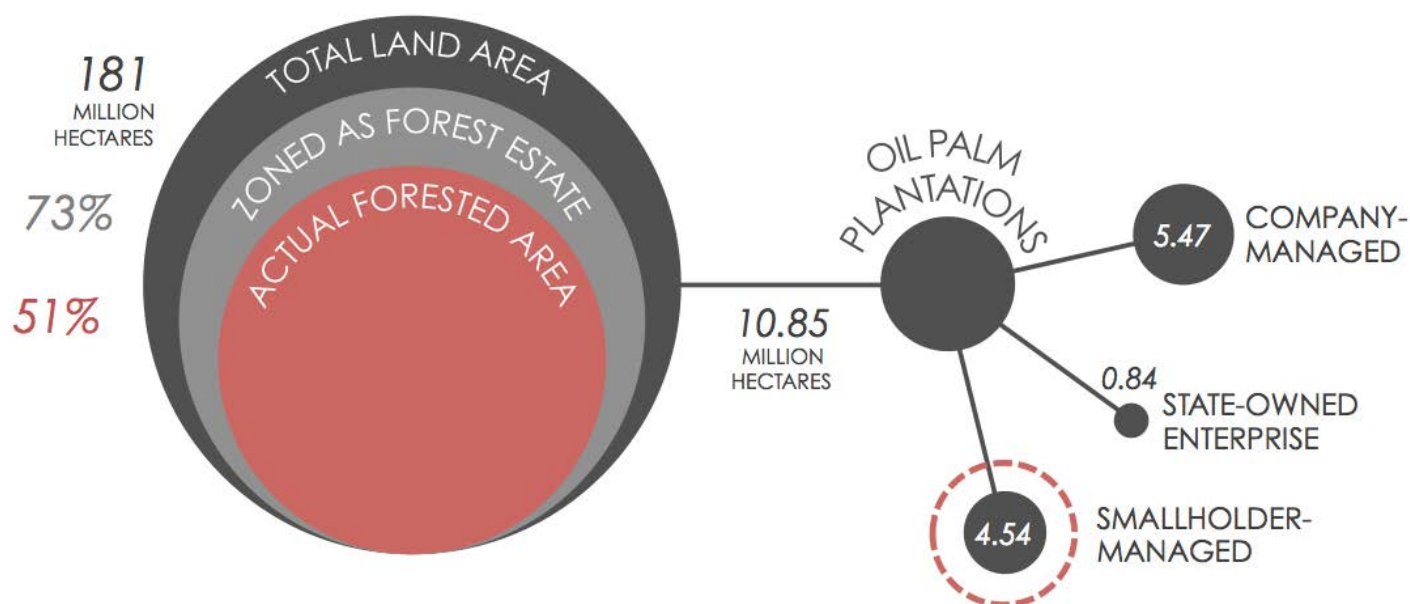 181
MILLION
HECTARES
73%
51%
TOTAL LAND AREA
ZONED AS FOREST ESTATE
ACTUAL FORESTED AREA
10.85
MILLION
HECTARES
OIL PALM
PLANTATIONS
5.47
COMPANY-
MANAGED
0.84
STATE-OWNED
ENTERPRISE
4.54
SMALLHOLDER-
MANAGED